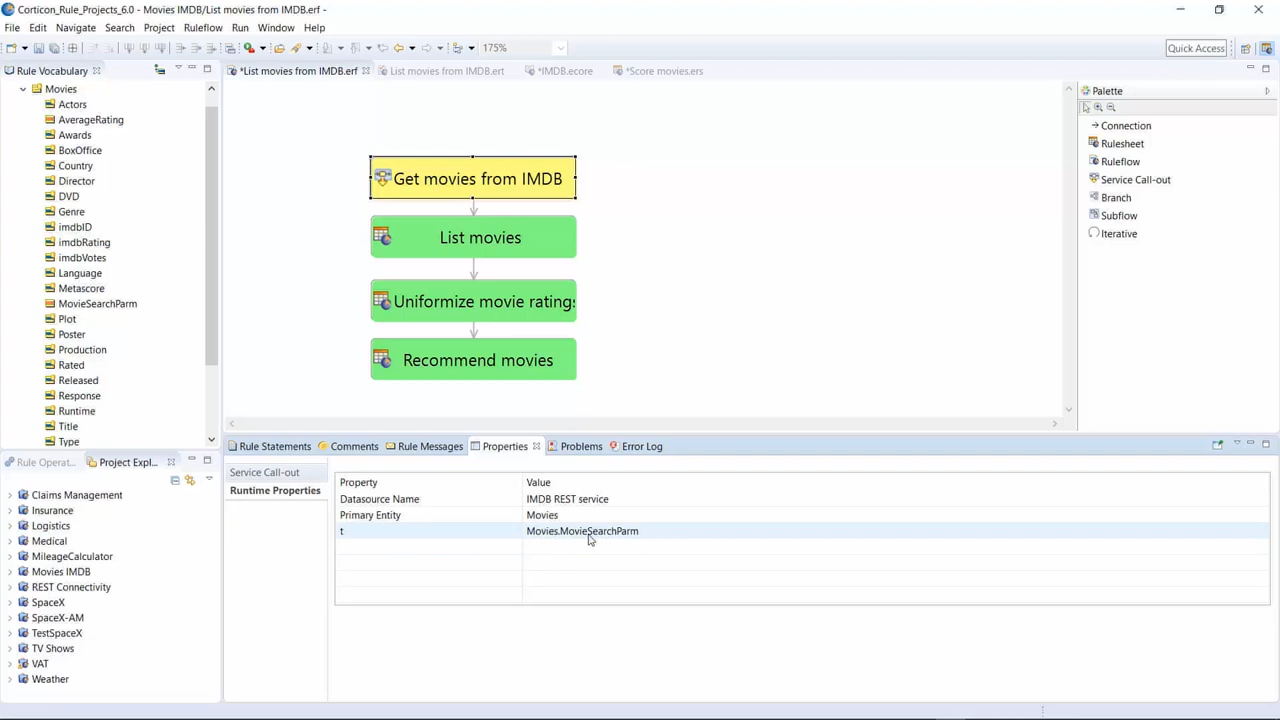 Corticon_Rule_Projects_6.0 - Movies IMDB/List movies from IMDB.erf -
File Edit Navigate Search Project Ruleflow Run Window Help
175%
Quick Access
Rule Vocabulary
Movies
Actors
AverageRating
Awards
BoxOffice
Country
Director
DVD
Genre
imdbID
imdbRating
imdbVotes
Language
Metascore
MovieSearchParm
Plot
Poster
Production
Rated
Released
Response
Runtime
Title
Type
*List movies from IMDB.erf
List movies from IMDB.ert
*IMDB.ecore
*Score movies.ers
Get movies from IMDB
List movies
Uniformize movie ratings
Recommend movies
Palette
Connection
Rulesheet
Ruleflow
Service Call-out
Branch
Subflow
Iterative
Rule Operat...
Project Expl...
Claims Management
Insurance
Logistics
Medical
MileageCalculator
Movies IMDB
REST Connectivity
SpaceX
SpaceX-AM
TestSpaceX
TV Shows
VAT
Weather
Rule Statements
Comments
Rule Messages
Properties
Problems
Error Log
Service Call-out
Runtime Properties
Property Value
Datasource Name IMDB REST service
Primary Entity Movies
t Movies.MovieSearchParm